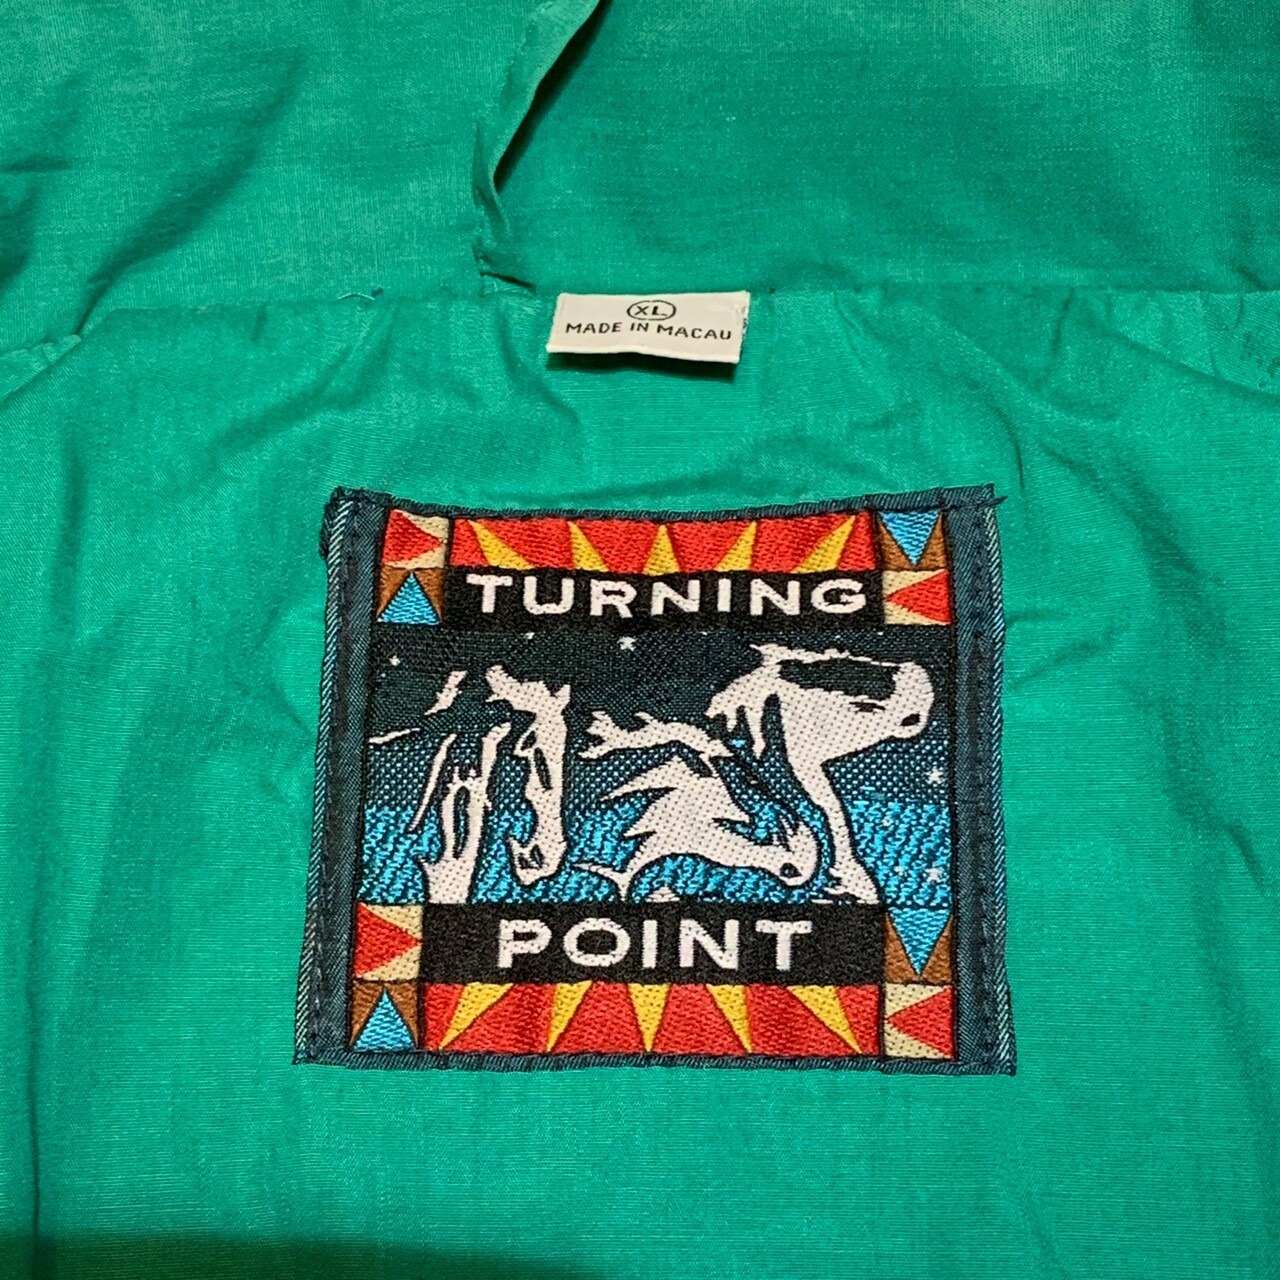 XL
MADE IN MACAU
TURNING
POINT